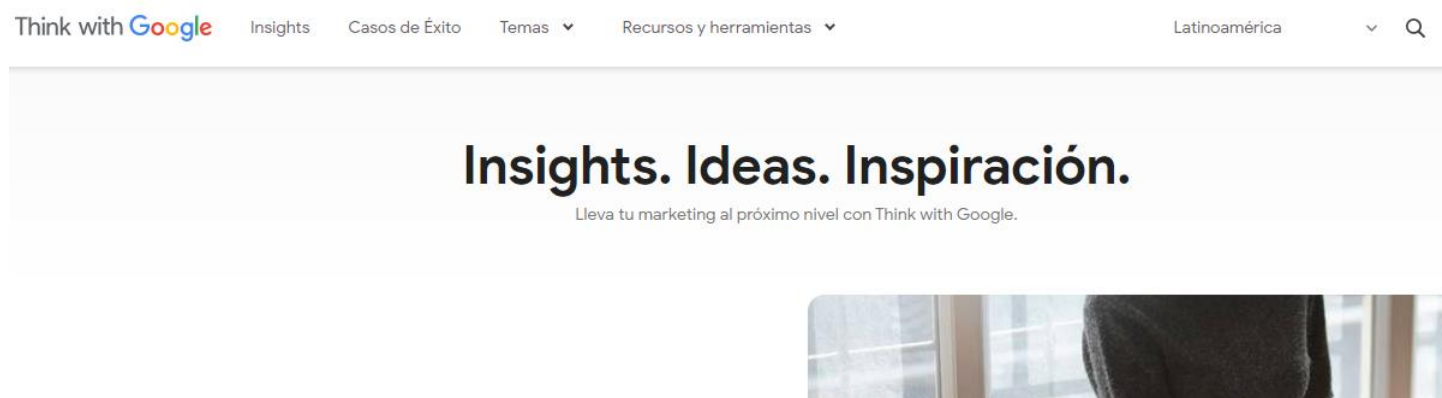 Think with Google Insights Casos de Éxito Temas Recursos y herramientas Latinoamérica
Insights. Ideas. Inspiración.
Lleva tu marketing al próximo nivel con Think with Google.